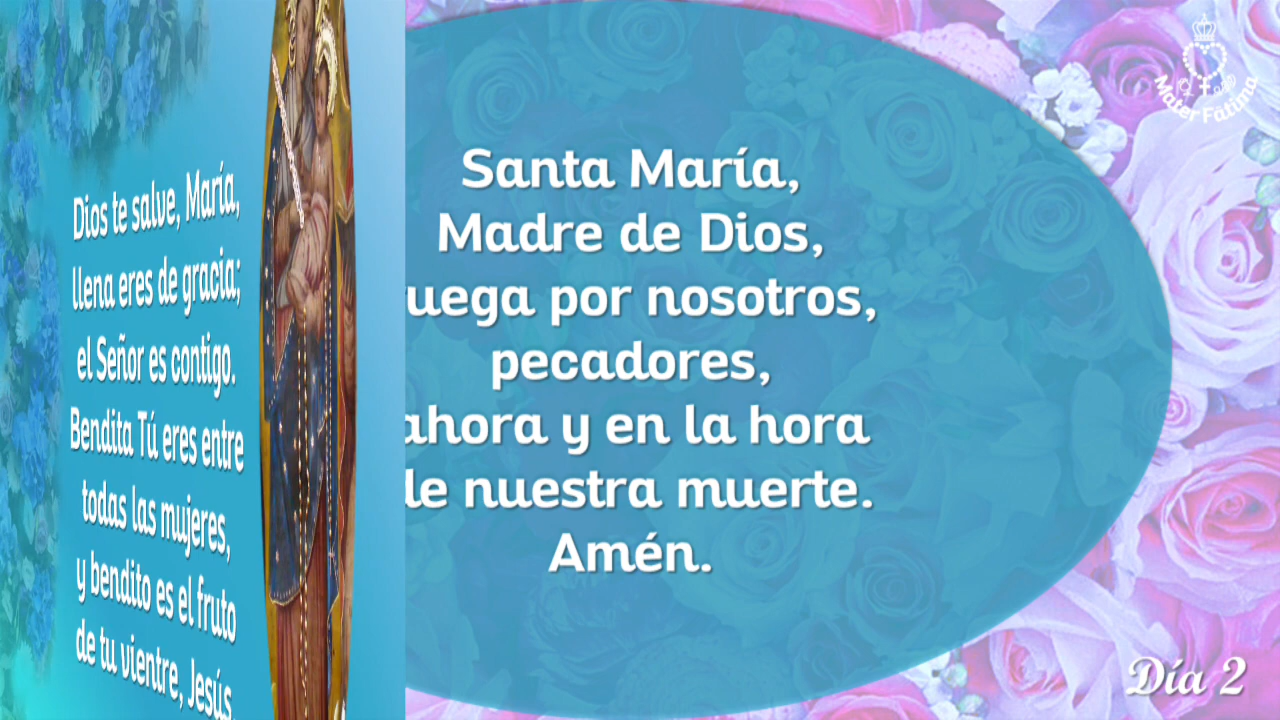 Dios te salve, María,
llena eres de gracia;
el Señor es contigo.
Bendita Tú eres entre
todas las mujeres,
y bendito es el fruto
de tu vientre, Jesús.
Santa María,
Madre de Dios,
uega por nosotros,
pecadores,
ahora y en la hora
de nuestra muerte.
Amén.
Mater Fátima
Día 2